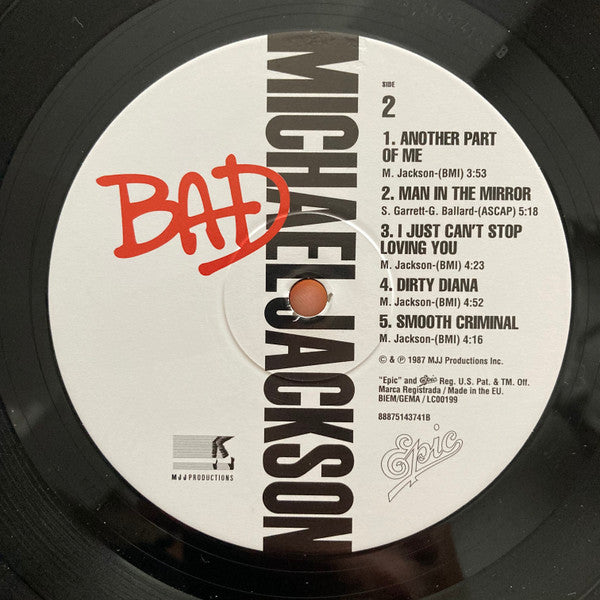 BAD
MICHAEL JACKSON
SIDE
2
1. ANOTHER PART
OF ME
M. Jackson-(BMI) 3:53
2. MAN IN THE MIRROR
S. Garrett-G. Ballard-(ASCAP) 5:18
3. I JUST CAN'T STOP
LOVING YOU
M. Jackson-(BMI) 4:23
4. DIRTY DIANA
M. Jackson-(BMI) 4:52
5. SMOOTH CRIMINAL
M. Jackson-(BMI) 4:16
© & ℗ 1987 MJJ Productions Inc.
"Epic" and Epic Reg. U.S. Pat. & TM. Off.
Marca Registrada / Made in the EU.
BIEM/GEMA / LC00199
88875143741B
Epic
MJJ PRODUCTIONS